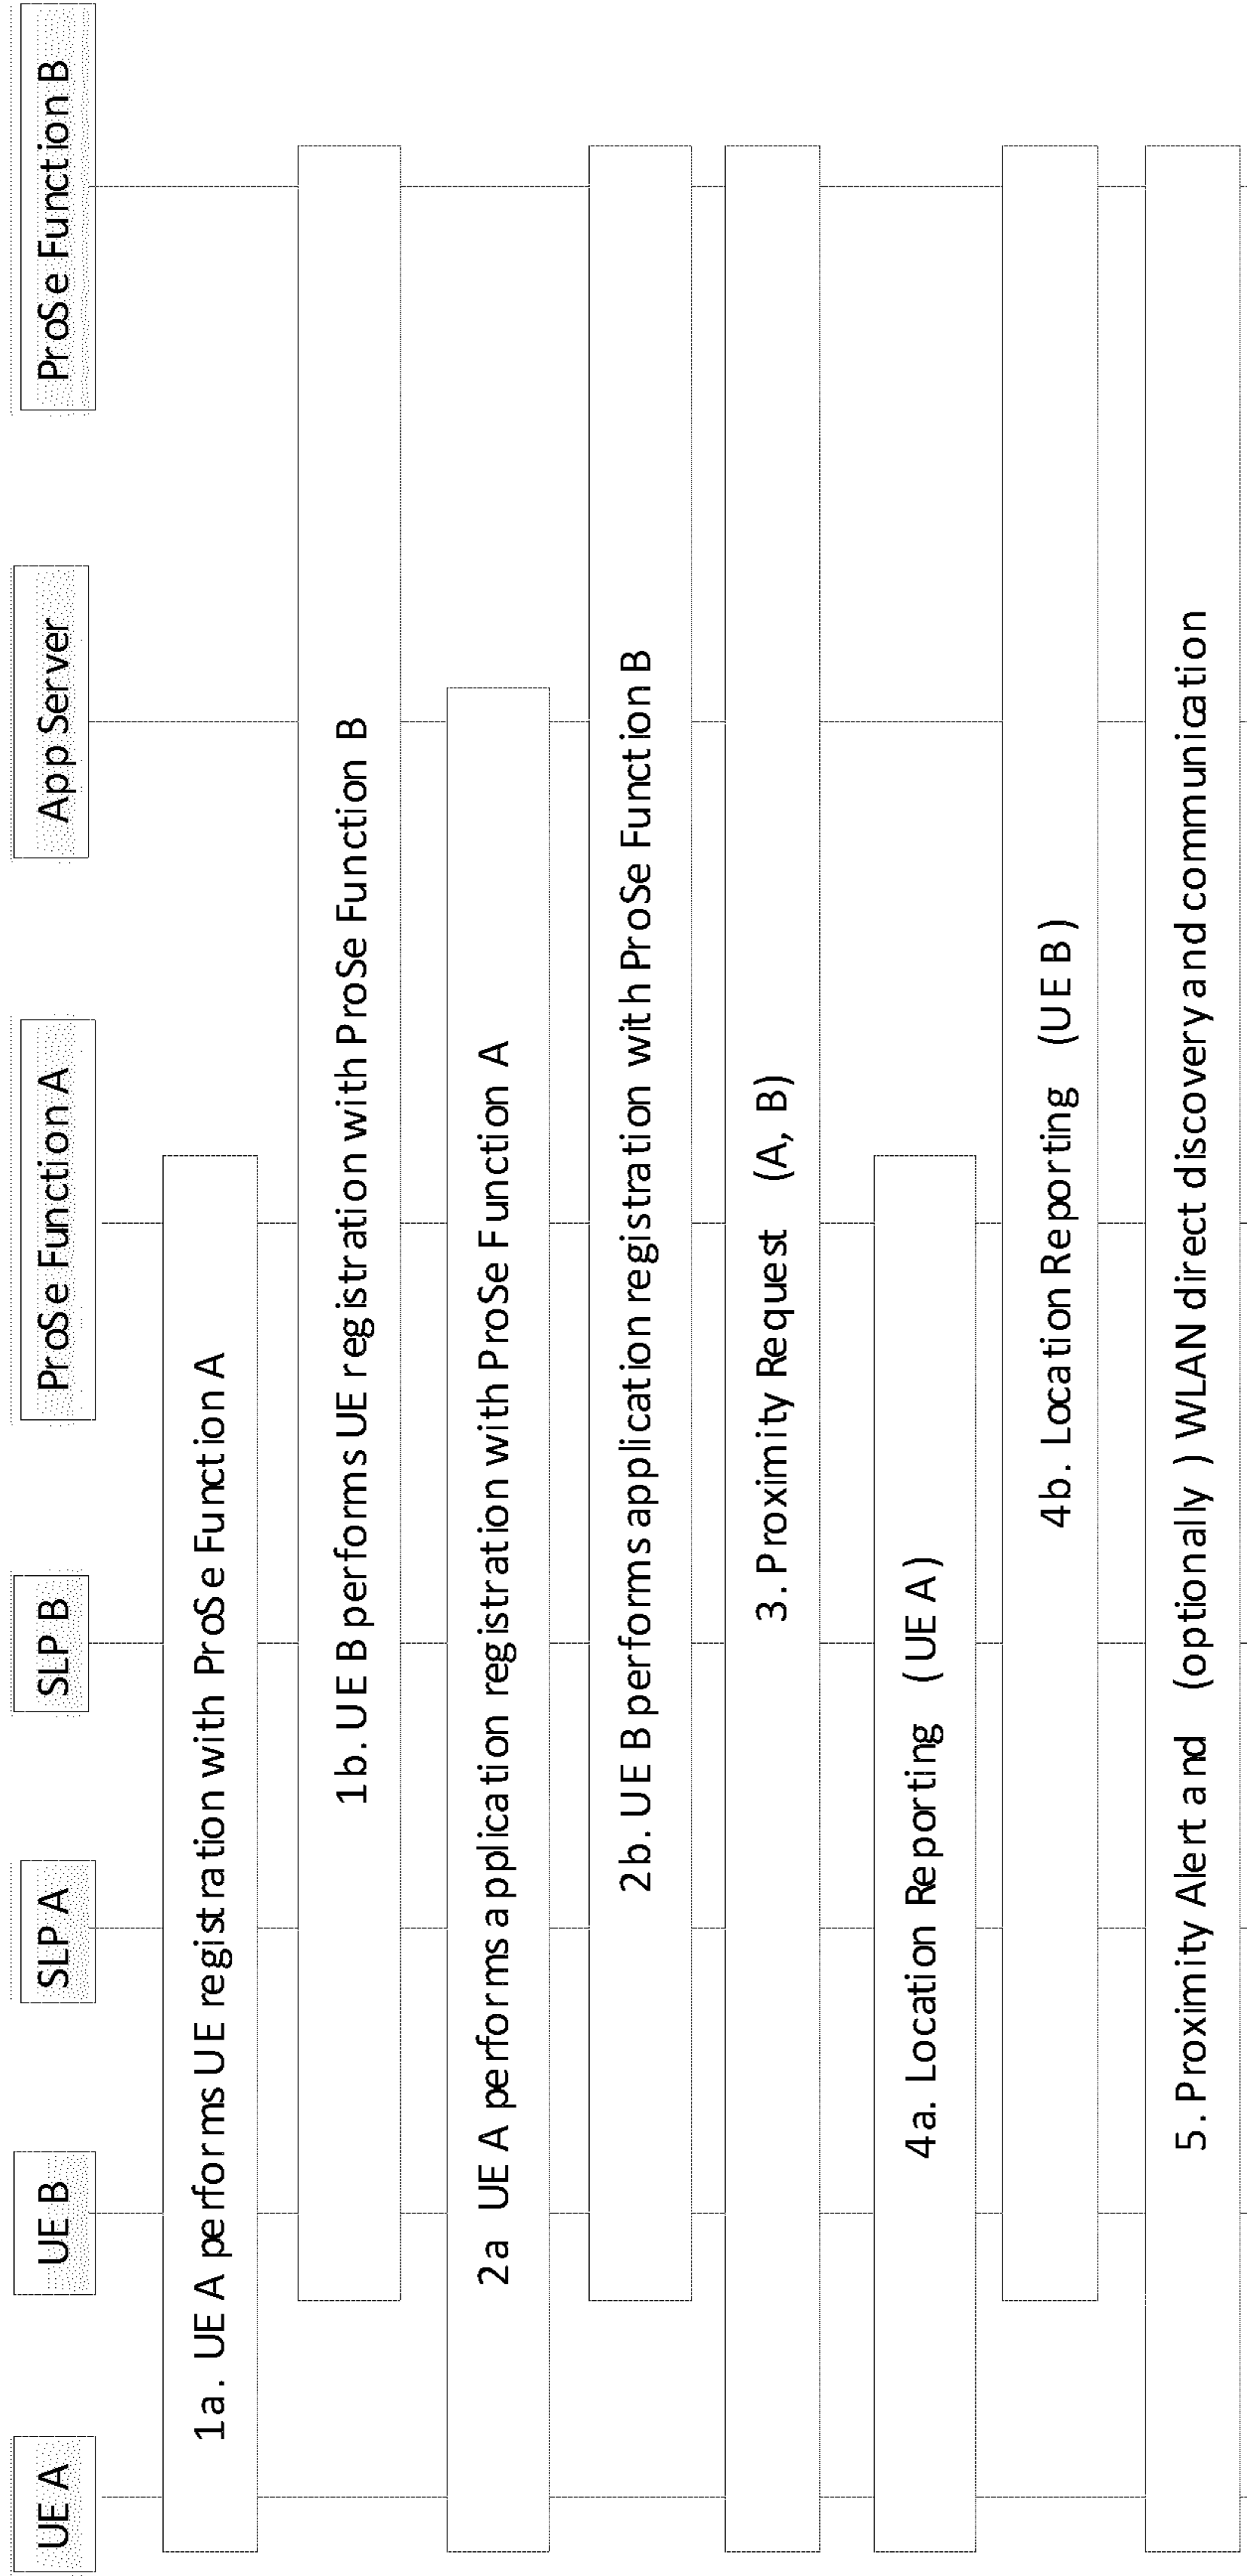 UE A
UE B
SLP A
SLP B
ProSe Function A
App Server
ProSe Function B
1a. UE A performs UE registration with ProSe Function A
1b. UE B performs UE registration with ProSe Function B
2a UE A performs application registration with ProSe Function A
2b. UE B performs application registration with ProSe Function B
3. Proximity Request (A, B)
4a. Location Reporting (UE A)
4b. Location Reporting (UE B)
5. Proximity Alert and (optionally ) WLAN direct discovery and communication